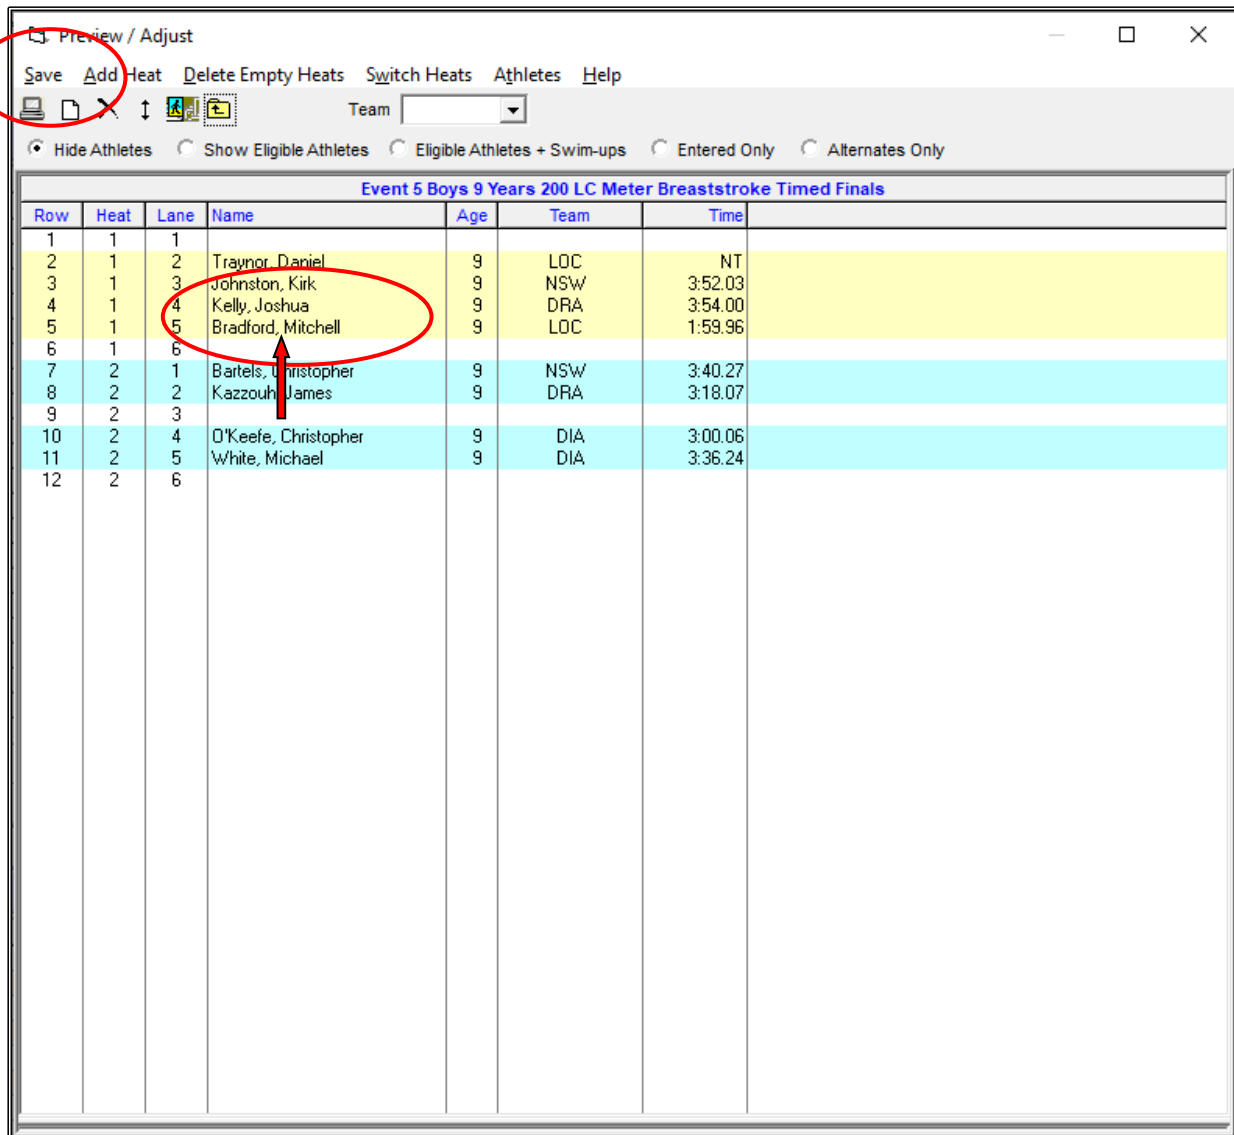 Preview / Adjust
Save Add Heat Delete Empty Heats Switch Heats Athletes Help
Team
Hide Athletes Show Eligible Athletes Eligible Athletes + Swim-ups Entered Only Alternates Only
Event 5 Boys 9 Years 200 LC Meter Breaststroke Timed Finals
Row Heat Lane Name Age Team Time
1 1 1
2 1 2 Traynor, Daniel 9 LOC NT
3 1 3 Johnston, Kirk 9 NSW 3:52.03
4 1 4 Kelly, Joshua 9 DRA 3:54.00
5 1 5 Bradford, Mitchell 9 LOC 1:59.96
6 1 6
7 2 1 Bartels, Christopher 9 NSW 3:40.27
8 2 2 Kazzouh, James 9 DRA 3:18.07
9 2 3
10 2 4 O'Keefe, Christopher 9 DIA 3:00.06
11 2 5 White, Michael 9 DIA 3:36.24
12 2 6